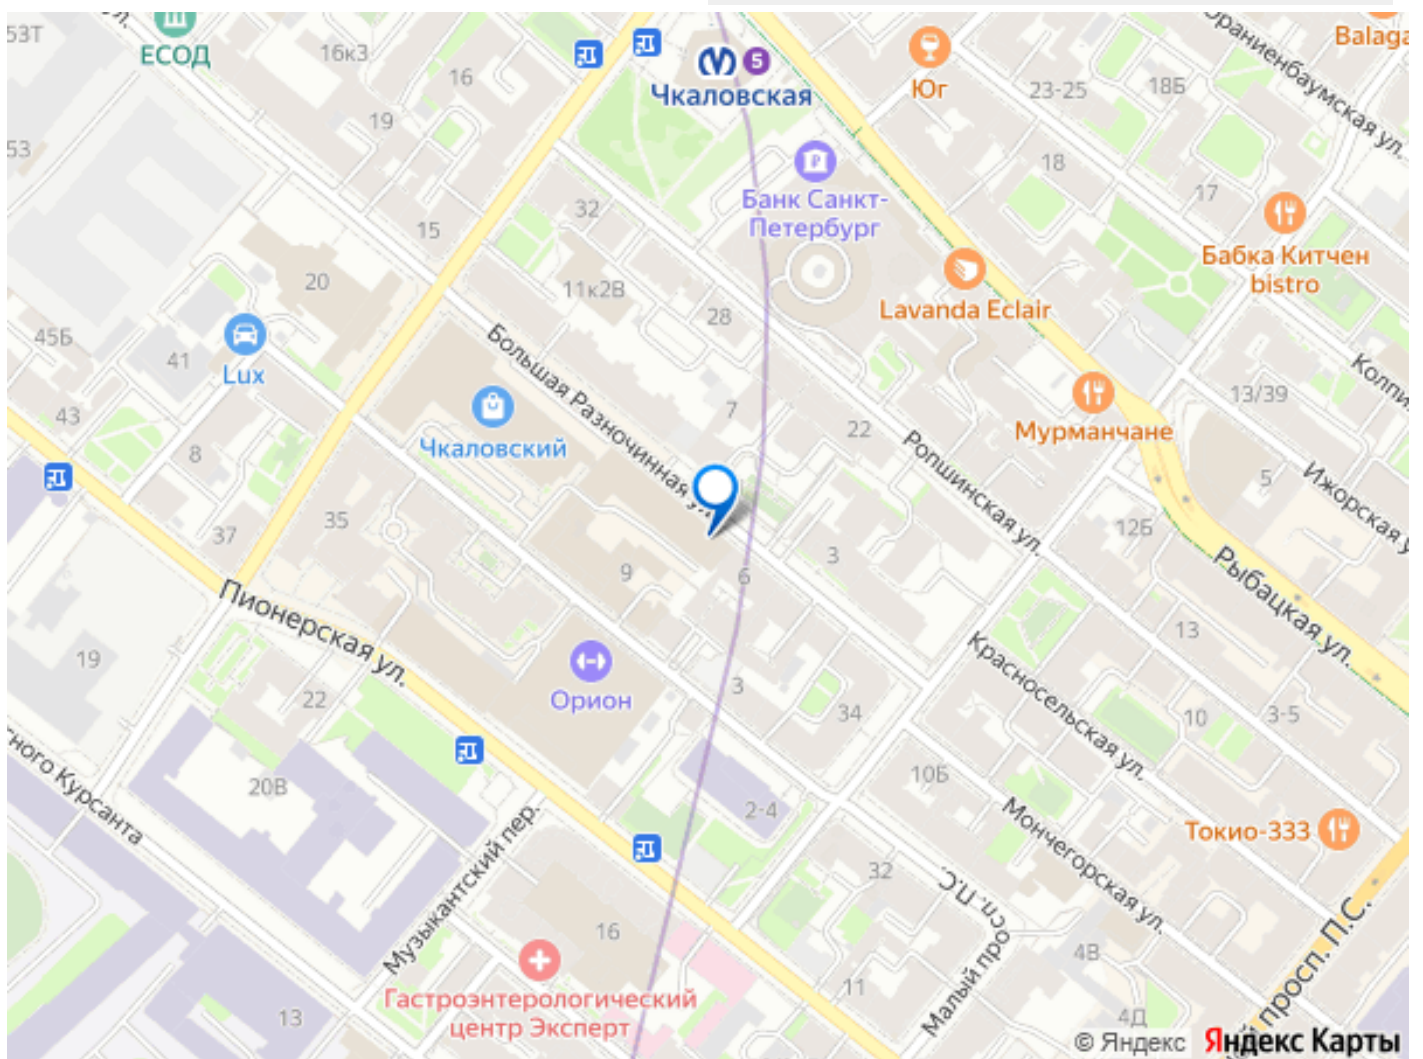 53Т
ул.
ЕСОД
16к3
16
19
53
15
Чкаловская
5
Юг
23-25
18Б
Ораниенбаумская ул.
Balaga
18
17
Банк Санкт-
Петербург
Бабка Китчен
bistro
Lavanda Eclair
32
11к2В
28
20
45Б
41
Lux
43
8
37
Большая Разночинная ул.
Чкаловский
7
22
Ропшинская ул.
Мурманчане
13/39
Колпин
5
Ижорская у
12Б
Рыбацкая ул.
35
9
6
3
Пионерская ул.
19
22
Орион
3
34
Красносельская ул.
13
10
3-5
20В
ного Курсанта
2-4
10Б
Мончегорская ул.
Токио-333
Музыкантский пер.
32
Малый просп. П.С.
4В
16
11
4Д
й просп. П.С.
13
Гастроэнтерологический
центр Эксперт
© Яндекс Яндекс Карты